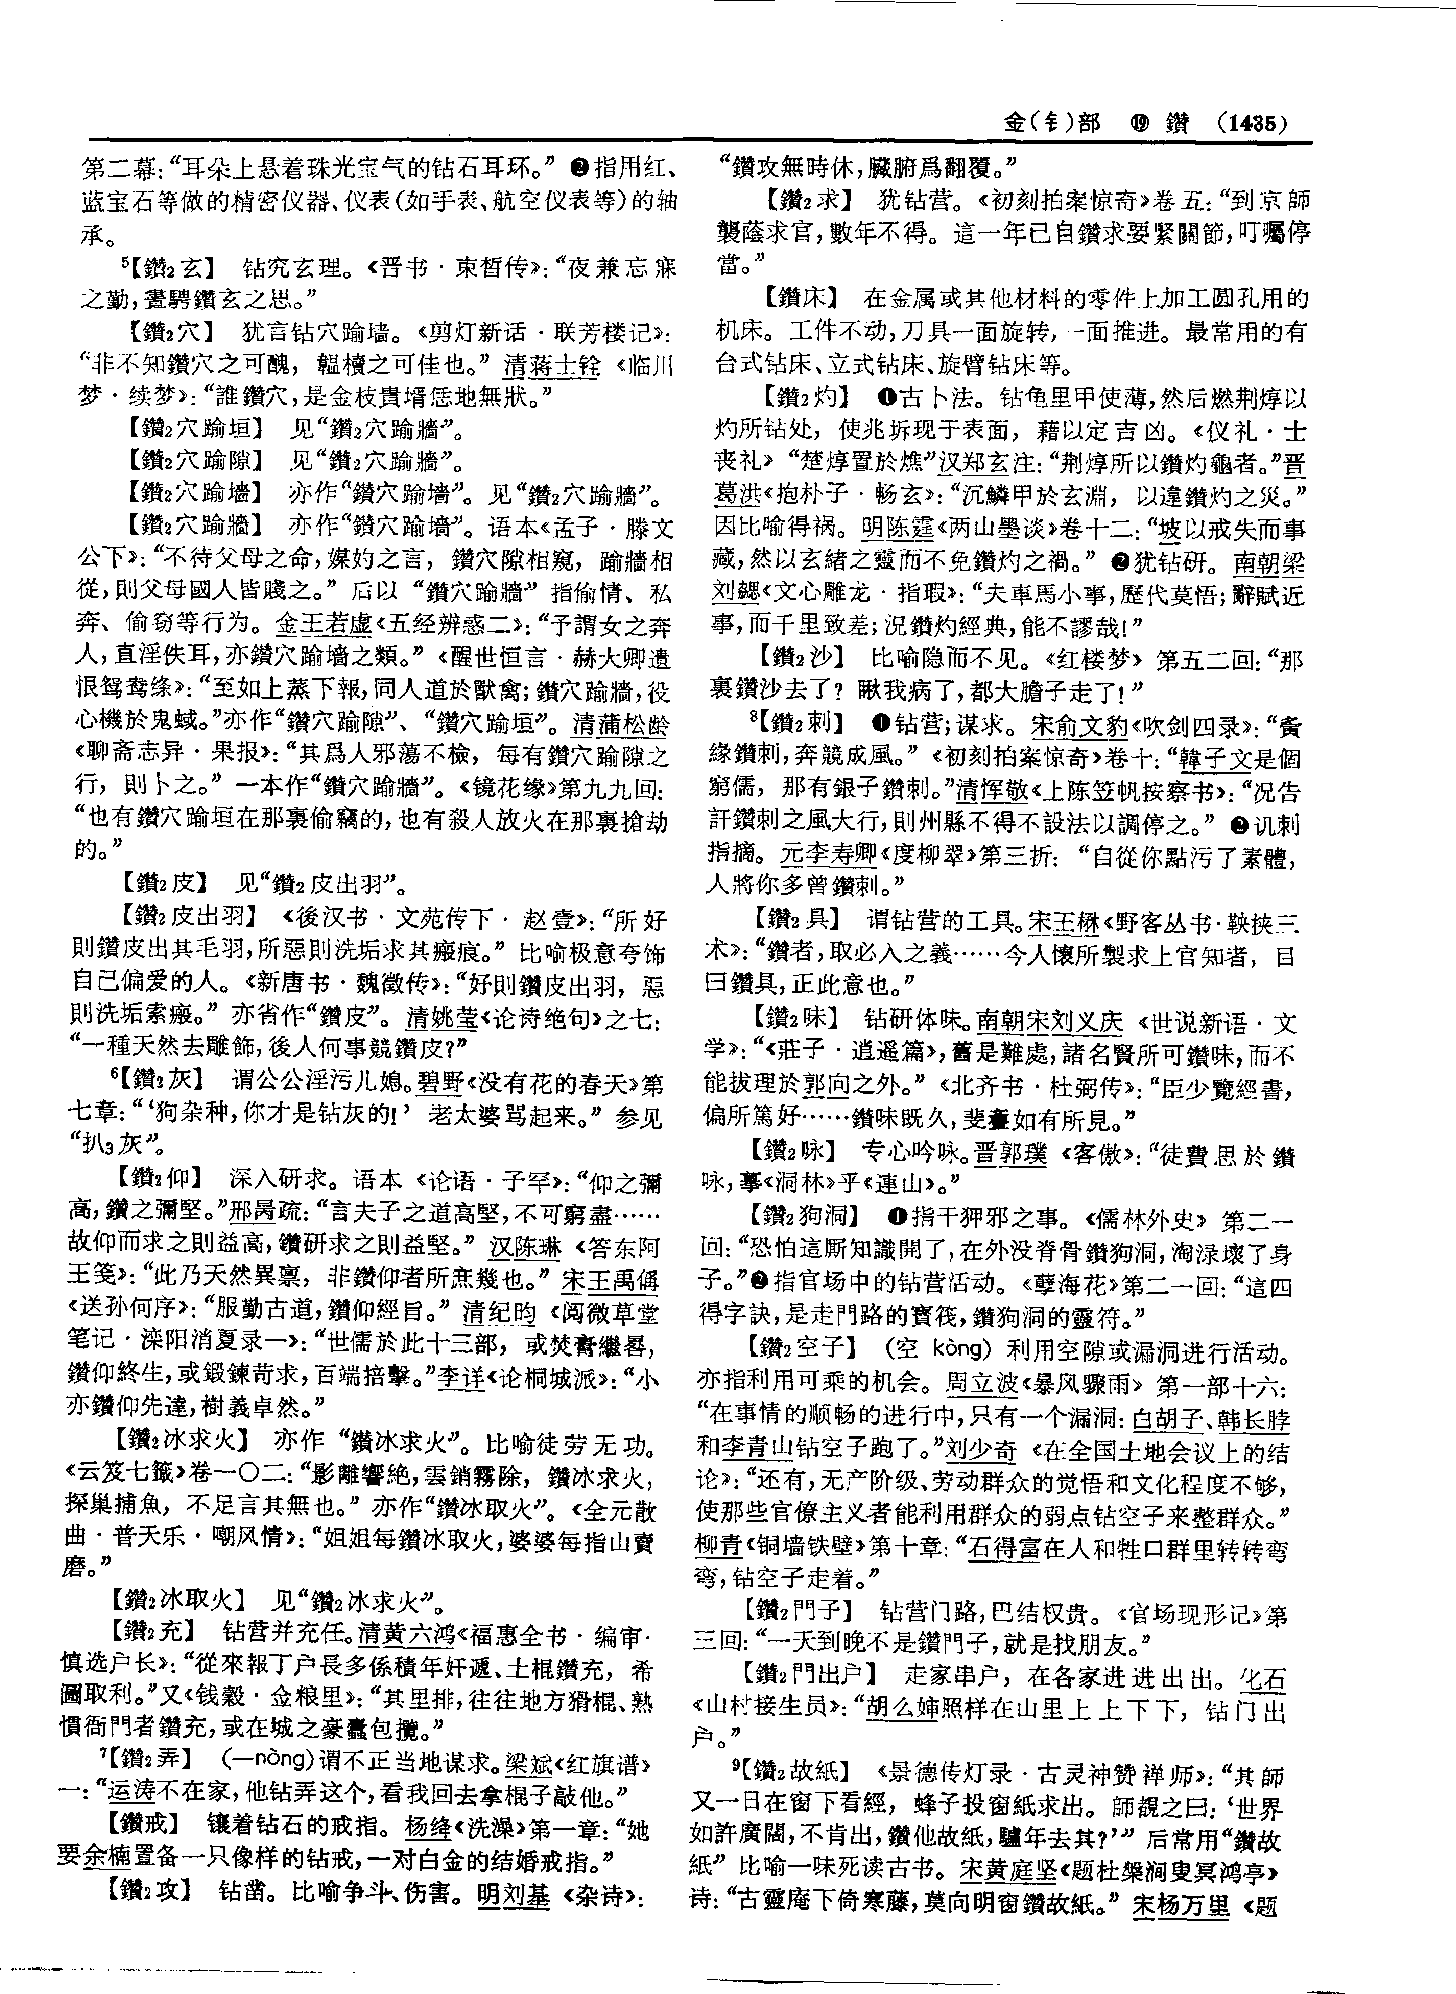 金(钅)部 ⑲ 鑽 (1435)
第二幕:“耳朵上悬着珠光宝气的钻石耳环。” ❷指用红、
蓝宝石等做的精密仪器、仪表(如手表、航空仪表等)的轴
承。
⁵【鑽₂玄】 钻究玄理。《晋书·束皙传》:“夜兼忘寐
之勤,晝騁鑽玄之思。”
【鑽₂穴】 犹言钻穴踰墙。《剪灯新话·联芳楼记》:
“非不知鑽穴之可醜, 韞櫝之可佳也。” 清蒋士铨《临川
梦·续梦》:“誰鑽穴,是金枝貴壻恁地無狀。”
【鑽₂穴踰垣】 见“鑽₂穴踰牆”。
【鑽₂穴踰隙】 见“鑽₂穴踰牆”。
【鑽₂穴踰墻】 亦作“鑽穴踰墻”。见“鑽₂穴踰牆”。
【鑽₂穴踰牆】 亦作“鑽穴踰墻”。语本《孟子·滕文
公下》:“不待父母之命,媒妁之言, 鑽穴隙相窺, 踰牆相
從,則父母國人皆賤之。” 后以 “鑽穴踰牆” 指偷情、私
奔、偷窃等行为。金王若虚《五经辨惑二》:“予謂女之奔
人,直淫佚耳,亦鑽穴踰墻之類。”《醒世恒言·赫大卿遗
恨鸳鸯绦》:“至如上蒸下報,同人道於獸禽;鑽穴踰牆,役
心機於鬼蜮。”亦作“鑽穴踰隙”、“鑽穴踰垣”。清蒲松龄
《聊斋志异·果报》:“其爲人邪蕩不檢, 每有鑽穴踰隙之
行, 則卜之。” 一本作“鑽穴踰牆”。《镜花缘》第九九回:
“也有鑽穴踰垣在那裏偷竊的,也有殺人放火在那裏搶劫
的。”
【鑽₂皮】 见“鑽₂皮出羽”。
【鑽₂皮出羽】 《後汉书·文苑传下·赵壹》:“所好
則鑽皮出其毛羽,所惡則洗垢求其瘢痕。” 比喻极意夸饰
自己偏爱的人。《新唐书·魏徵传》:“好則鑽皮出羽, 惡
則洗垢索瘢。” 亦省作“鑽皮”。清姚莹《论诗绝句》之七:
“一種天然去雕飾,後人何事競鑽皮?”
⁶【鑽₂灰】 谓公公淫污儿媳。碧野《没有花的春天》第
七章:“‘狗杂种,你才是钻灰的!’ 老太婆骂起来。” 参见
“扒₃灰”。
【鑽₂仰】 深入研求。语本《论语·子罕》:“仰之彌
高,鑽之彌堅。”邢昺疏:“言夫子之道高堅,不可窮盡……
故仰而求之則益高,鑽研求之則益堅。” 汉陈琳《答东阿
王笺》:“此乃天然異禀, 非鑽仰者所庶幾也。” 宋王禹偁
《送孙何序》:“服勤古道,鑽仰經旨。” 清纪昀《阅微草堂
笔记·滦阳消夏录一》:“世儒於此十三部, 或焚膏繼晷,
鑽仰終生,或鍛鍊苛求,百端掊擊。”李详《论桐城派》:“小
亦鑽仰先達,樹義卓然。”
【鑽₂冰求火】 亦作 “鑽冰求火”。比喻徒劳无功。
《云笈七籤》卷一〇二:“影離響絶,雲銷霧除, 鑽冰求火,
探巢捕魚, 不足言其無也。” 亦作“鑽冰取火”。《全元散
曲·普天乐·嘲风情》:“姐姐每鑽冰取火,婆婆每指山賣
磨。”
【鑽₂冰取火】 见“鑽₂冰求火”。
【鑽₂充】 钻营并充任。清黄六鸿《福惠全书·编审·
慎选户长》:“從來報丁户長多係積年奸遞、土棍鑽充, 希
圖取利。”又《钱穀·金粮里》:“其里排,往往地方猾棍、熟
慣衙門者鑽充,或在城之豪蠹包攬。”
⁷【鑽₂弄】 (—nòng)谓不正当地谋求。梁斌《红旗谱》
一:“运涛不在家,他钻弄这个,看我回去拿棍子敲他。”
【鑽戒】 镶着钻石的戒指。杨绛《洗澡》第一章:“她
要余楠置备一只像样的钻戒,一对白金的结婚戒指。”
【鑽₂攻】 钻凿。比喻争斗、伤害。明刘基《杂诗》:
“鑽攻無時休,臟腑爲翻覆。”
【鑽₂求】 犹钻营。《初刻拍案惊奇》卷五:“到京師
襲蔭求官,數年不得。這一年已自鑽求要緊關節,叮囑停
當。”
【鑽床】 在金属或其他材料的零件上加工圆孔用的
机床。工件不动,刀具一面旋转,一面推进。最常用的有
台式钻床、立式钻床、旋臂钻床等。
【鑽₂灼】 ❶古卜法。钻龟里甲使薄,然后燃荆焞以
灼所钻处, 使兆坼现于表面, 藉以定吉凶。《仪礼·士
丧礼》 “楚焞置於燋”汉郑玄注:“荆焞所以鑽灼龜者。”晋
葛洪《抱朴子·畅玄》:“沉鱗甲於玄淵, 以違鑽灼之災。”
因比喻得祸。明陈霆《两山墨谈》卷十二:“坡以戒失而事
藏,然以玄緒之靈而不免鑽灼之禍。” ❷犹钻研。南朝梁
刘勰《文心雕龙·指瑕》:“夫車馬小事,歷代莫悟;辭賦近
事,而千里致差;況鑽灼經典,能不謬哉!”
【鑽₂沙】 比喻隐而不见。《红楼梦》第五二回:“那
裏鑽沙去了? 瞅我病了,都大膽子走了!”
⁸【鑽₂刺】 ❶钻营;谋求。宋俞文豹《吹剑四录》:“夤
緣鑽刺,奔競成風。”《初刻拍案惊奇》卷十:“韓子文是個
窮儒, 那有銀子鑽刺。”清恽敬《上陈笠帆按察书》:“况告
訐鑽刺之風大行,則州縣不得不設法以調停之。” ❷讥刺
指摘。元李寿卿《度柳翠》第三折: “自從你點污了素體,
人將你多曾鑽刺。”
【鑽₂具】 谓钻营的工具。宋王楙《野客丛书·鞅挟三
术》:“鑽者,取必入之義……今人懷所製求上官知者, 目
曰鑽具,正此意也。”
【鑽₂味】 钻研体味。南朝宋刘义庆《世说新语·文
学》:“《莊子·逍遥篇》,舊是難處,諸名賢所可鑽味,而不
能拔理於郭向之外。”《北齐书·杜弼传》:“臣少覽經書,
偏所篤好……鑽味既久,斐亹如有所見。”
【鑽₂咏】 专心吟咏。晋郭璞《客傲》:“徒費思於鑽
咏,摹《洞林》乎《連山》。”
【鑽₂狗洞】 ❶指干狎邪之事。《儒林外史》第二一
回:“恐怕這厮知識開了,在外没脊骨鑽狗洞,淘渌壞了身
子。”❷指官场中的钻营活动。《孽海花》第二一回:“這四
得字訣,是走門路的寶筏,鑽狗洞的靈符。”
【鑽₂空子】 (空 kòng) 利用空隙或漏洞进行活动。
亦指利用可乘的机会。周立波《暴风骤雨》第一部十六:
“在事情的顺畅的进行中,只有一个漏洞:白胡子、韩长脖
和李青山钻空子跑了。”刘少奇《在全国土地会议上的结
论》:“还有,无产阶级、劳动群众的觉悟和文化程度不够,
使那些官僚主义者能利用群众的弱点钻空子来整群众。”
柳青《铜墙铁壁》第十章:“石得富在人和牲口群里转转弯
弯,钻空子走着。”
【鑽₂門子】 钻营门路,巴结权贵。《官场现形记》第
三回:“一天到晚不是鑽門子,就是找朋友。”
【鑽₂門出户】 走家串户, 在各家进进出出。化石
《山村接生员》:“胡么婶照样在山里上上下下, 钻门出
户。”
⁹【鑽₂故紙】 《景德传灯录·古灵神赞禅师》:“其師
又一日在窗下看經, 蜂子投窗紙求出。師覩之曰:‘世界
如許廣闊,不肯出,鑽他故紙,驢年去其?’” 后常用“鑽故
紙” 比喻一味死读古书。宋黄庭坚《题杜槃涧叟冥鸿亭》
诗:“古靈庵下倚寒藤,莫向明窗鑽故紙。” 宋杨万里《题